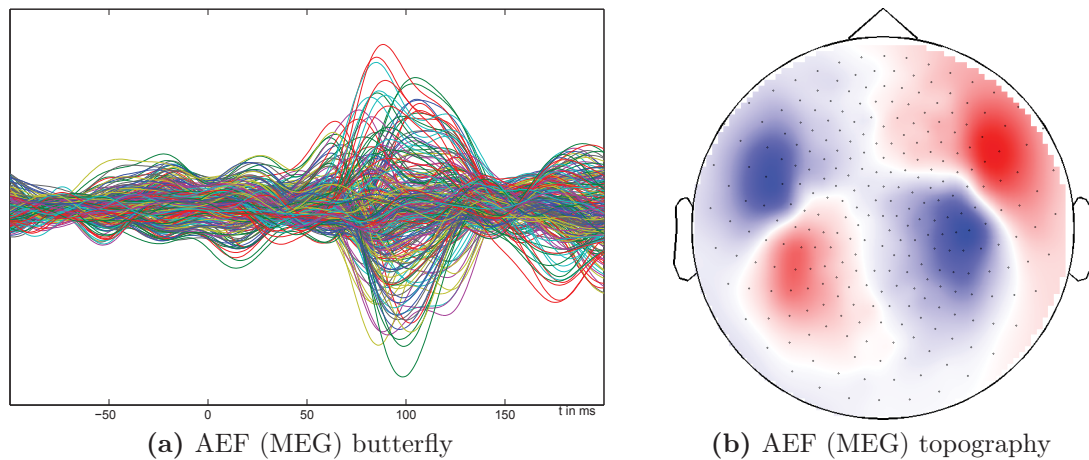 −50 0 50 100 150 t in ms
(a) AEF (MEG) butterfly
(b) AEF (MEG) topography